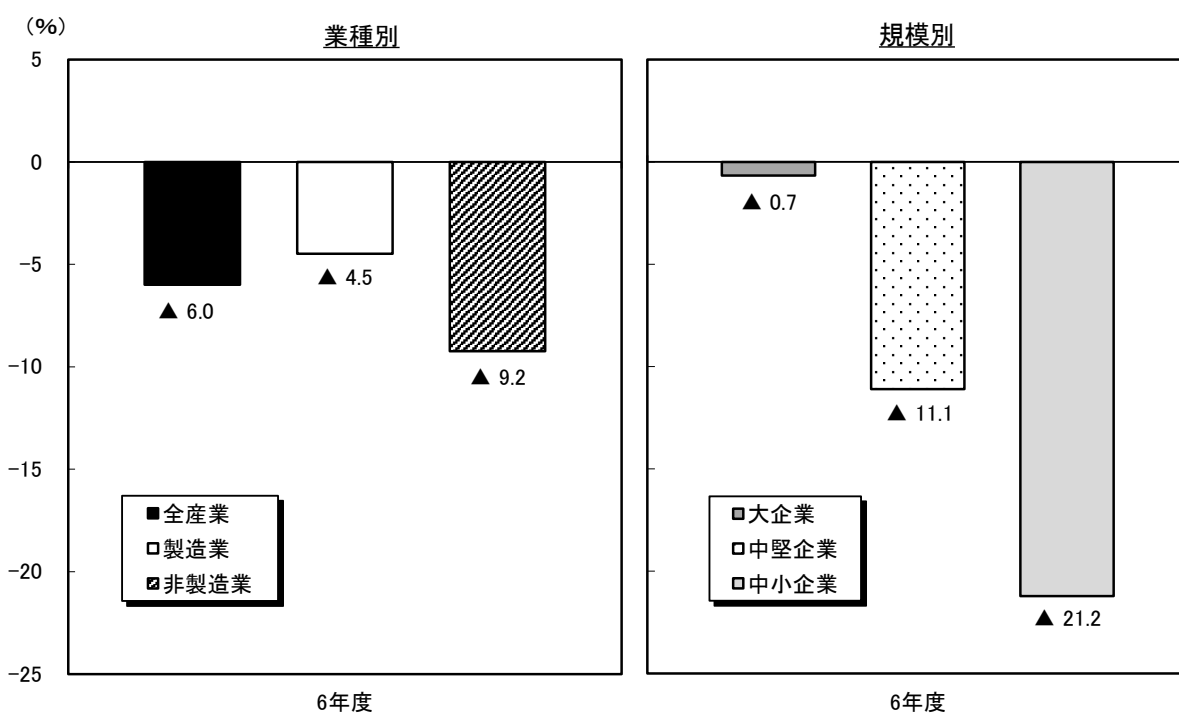 (%)
業種別
5
0
-5
-10
-15
-20
-25
▲ 6.0
▲ 4.5
▲ 9.2
全産業
製造業
非製造業
6年度
規模別
▲ 0.7
▲ 11.1
▲ 21.2
大企業
中堅企業
中小企業
6年度